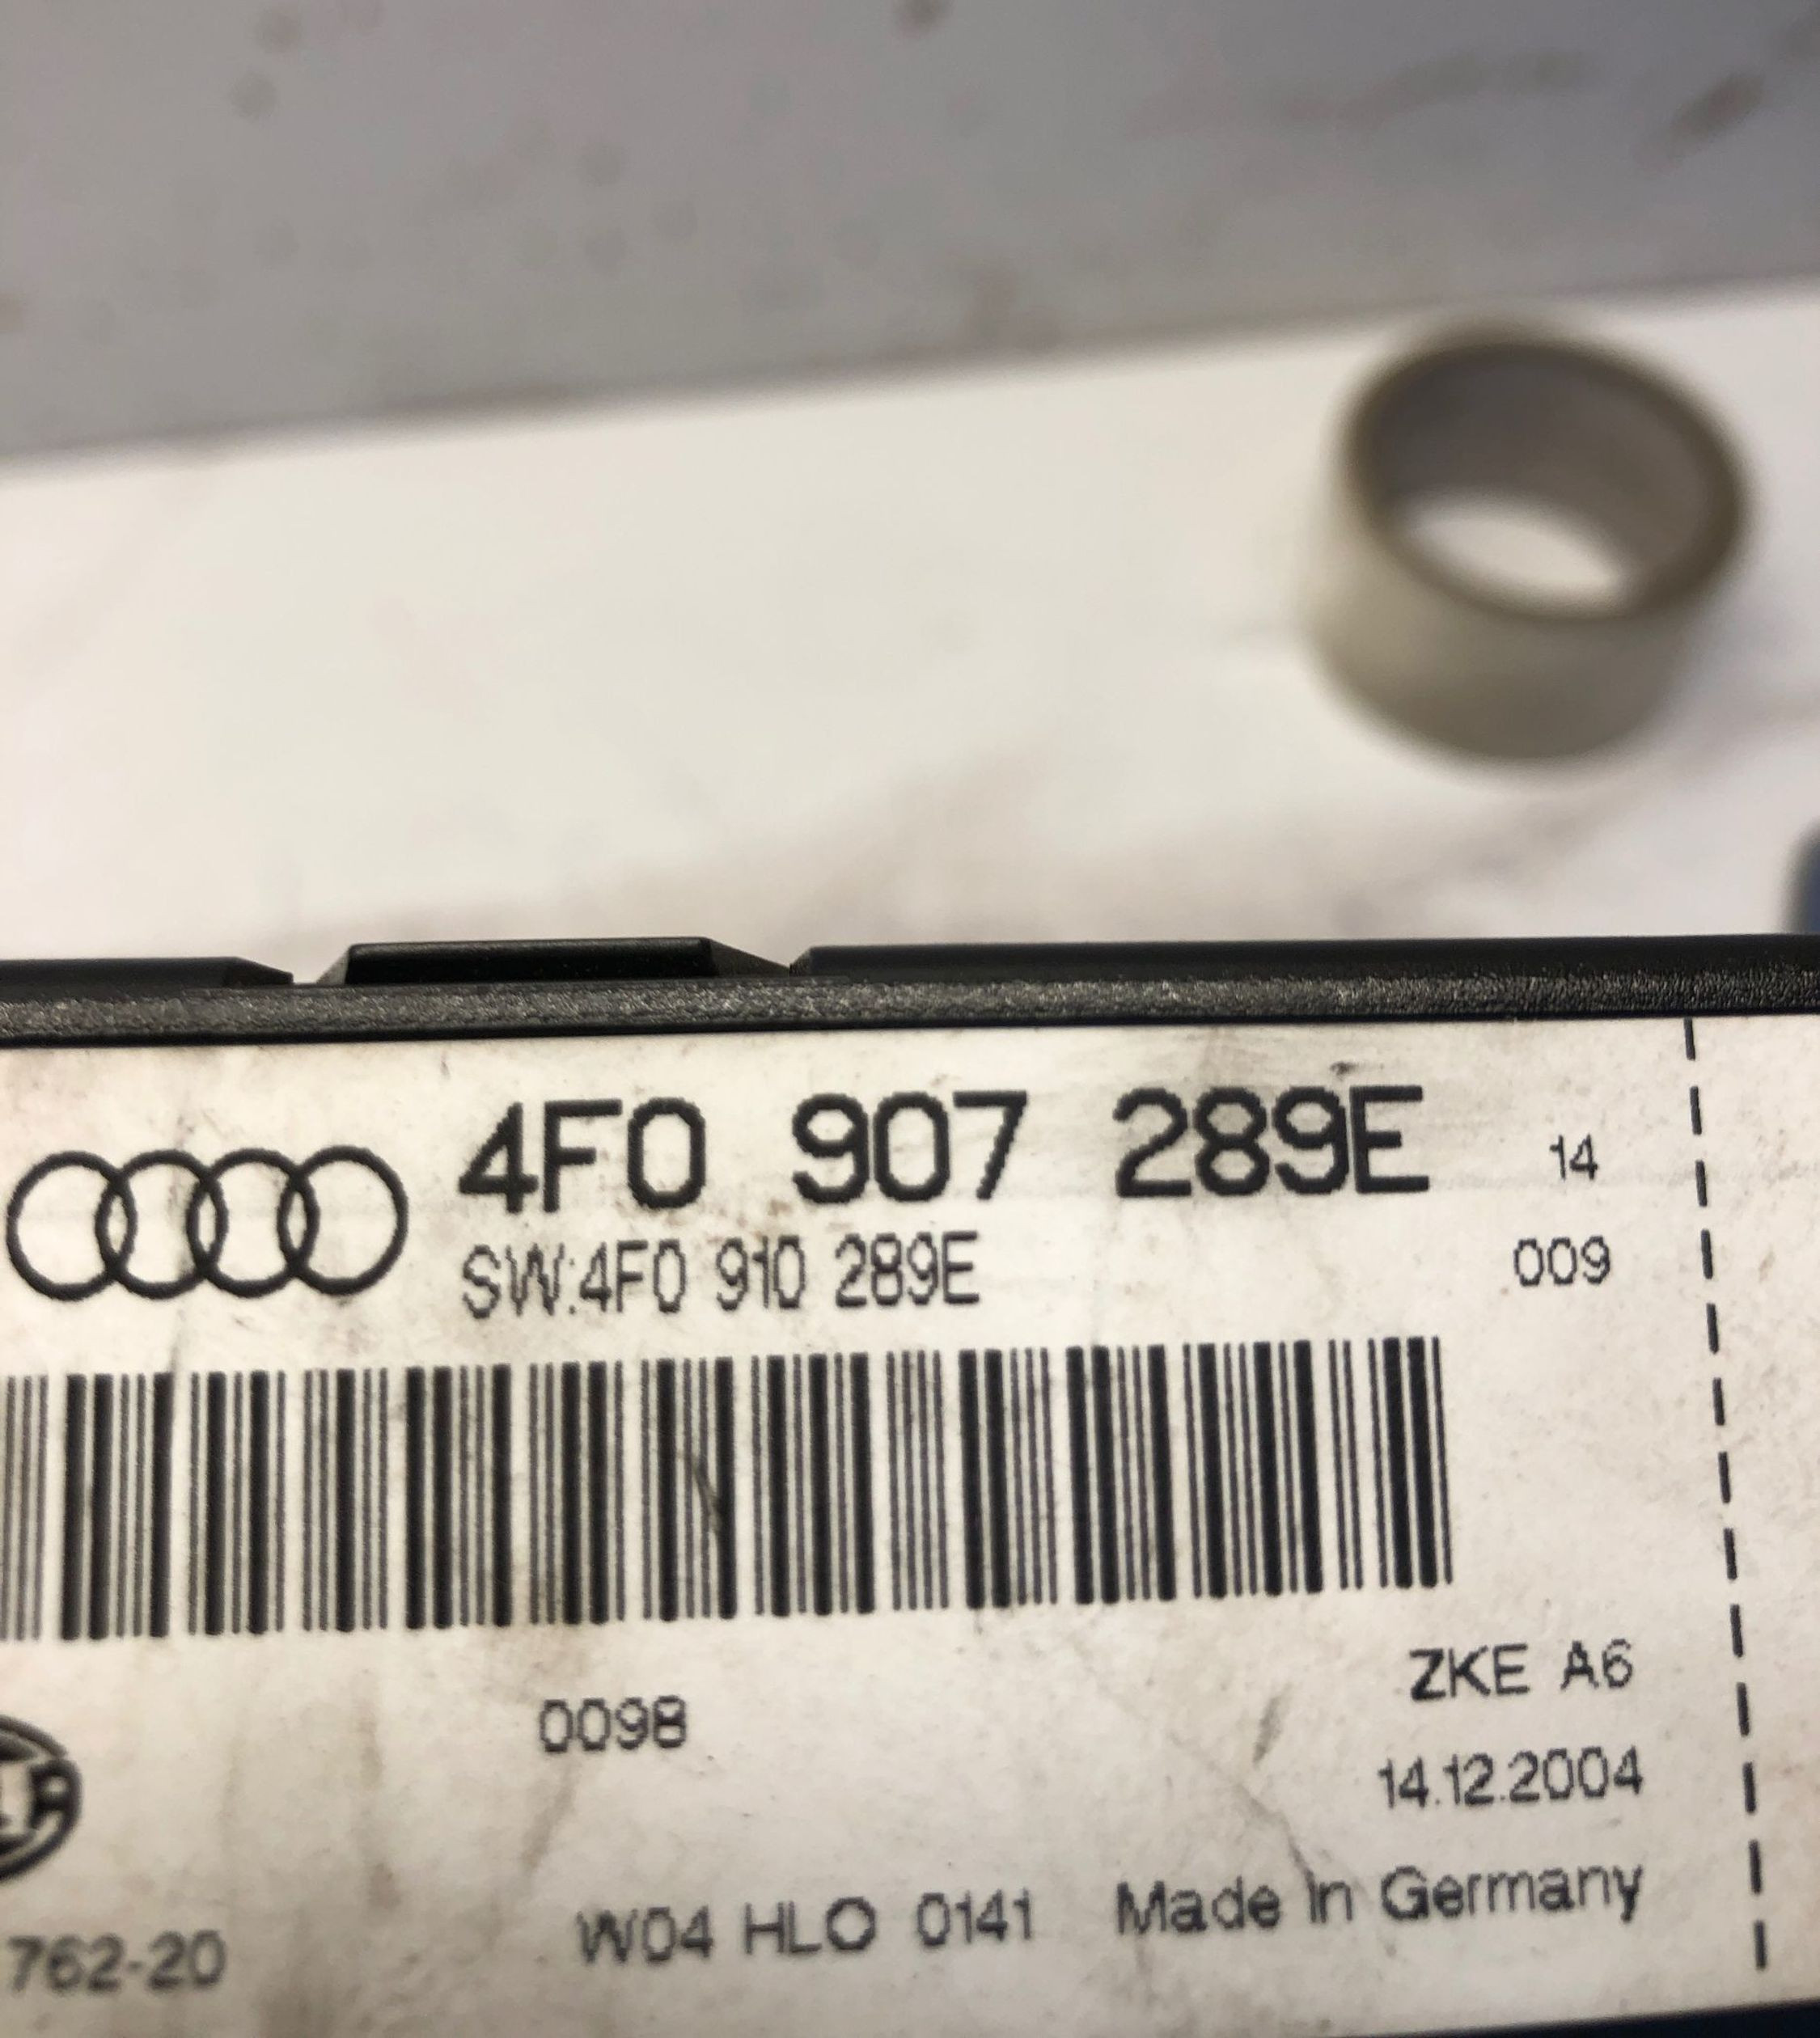 4F0 907 289E 14
SW:4F0 910 289E 009
0098
ZKE A6
14.12.2004
762-20
W04 HLO 0141 Made in Germany